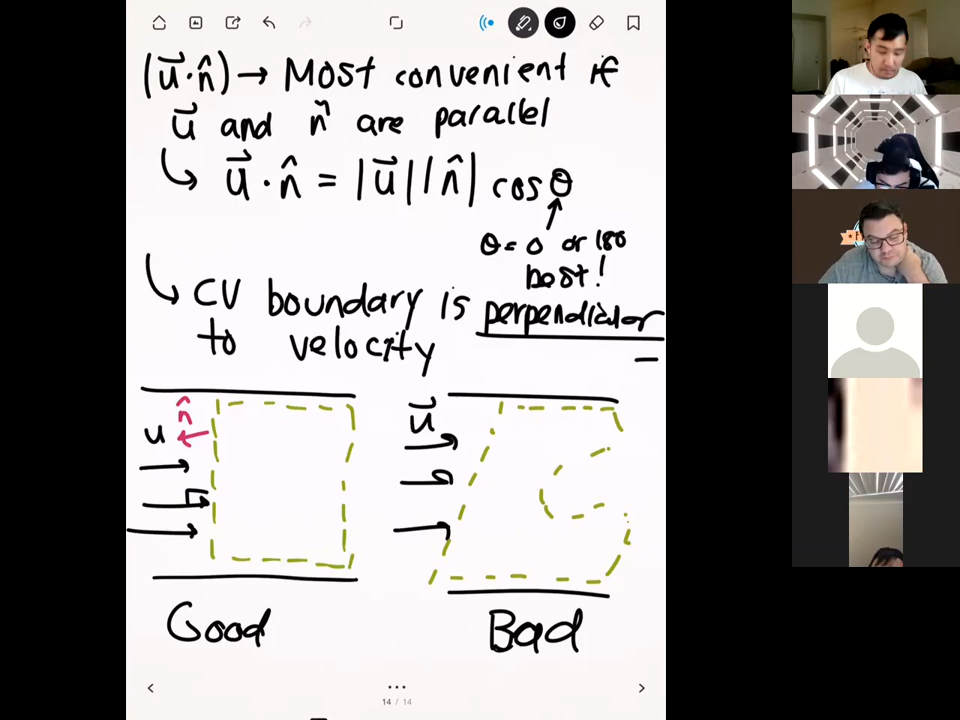 (u⃗·n̂) → Most convenient if
u⃗ and n̂ are parallel
↳ u⃗·n̂ = |u⃗||n̂| cosθ
θ = 0 or 180
best!
↳ CV boundary is perpendicular
to velocity
n̂
u
u⃗
Good
Bad
14 / 14